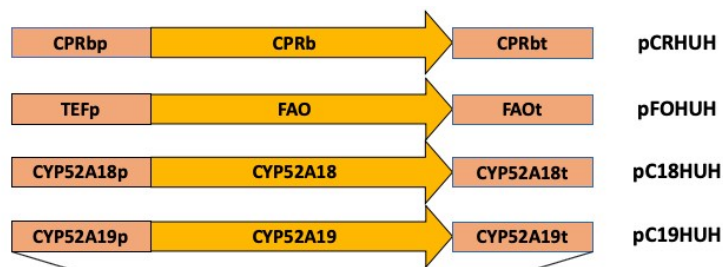 CPRbp CPRb CPRbt pCRHUH
TEFp FAO FAOt pFOHUH
CYP52A18p CYP52A18 CYP52A18t pC18HUH
CYP52A19p CYP52A19 CYP52A19t pC19HUH